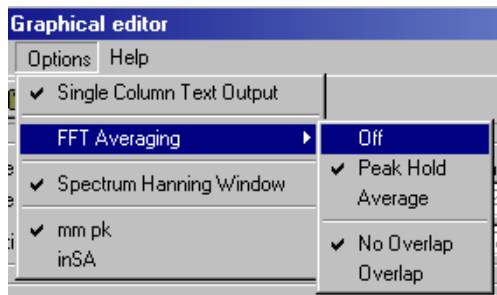 Graphical editor
Options Help
Single Column Text Output
FFT Averaging
Spectrum Hanning Window
mm pk
inSA
Off
Peak Hold
Average
No Overlap
Overlap